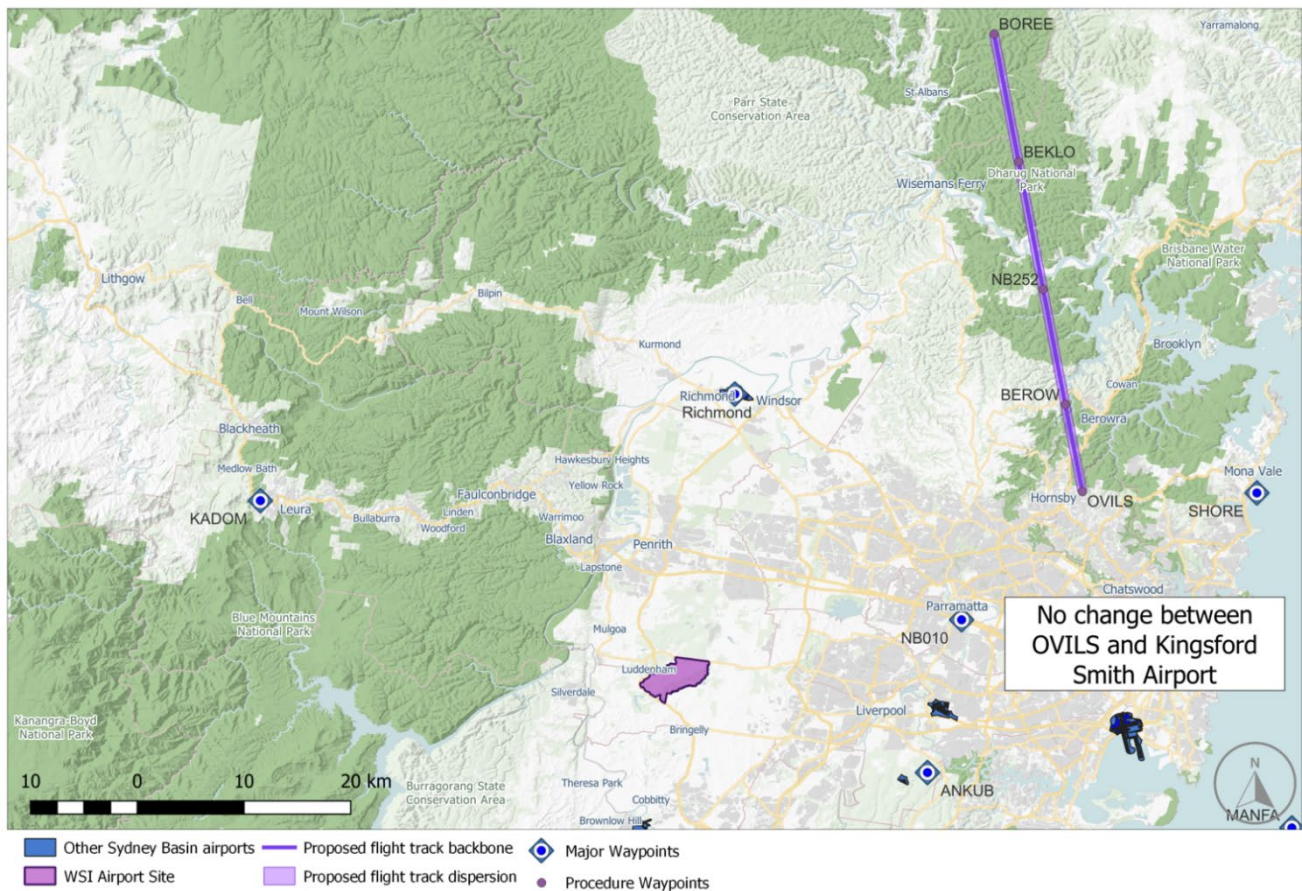 BOREE
Yarramalong
St Albans
Parr State
Conservation Area
BEKLO
Dharug National
Park
Wisemans Ferry
Brisbane Water
National Park
Lithgow
NB252
Bell
Bilpin
Mount Wilson
Kurmond
Brooklyn
Cowan
Richmond
Windsor
BEROW
Richmond
Berowra
Blackheath
Hawkesbury Heights
Medlow Bath
Mona Vale
Yellow Rock
Faulconbridge
Hornsby
OVILS
KADOM
Leura
Linden
SHORE
Bullaburra
Warrimoo
Woodford
Blaxland
Penrith
Lapstone
Chatswood
Parramatta
No change between
OVILS and Kingsford
Smith Airport
Blue Mountains
National Park
Mulgoa
NB010
Luddenham
Silverdale
Liverpool
Kanangra-Boyd
National Park
Bringelly
10 0 10 20 km
Burragorang State
Conservation Area
Theresa Park
ANKUB
N
Cobbitty
MANFA
Brownlow Hill
Other Sydney Basin airports
Proposed flight track backbone
Major Waypoints
WSI Airport Site
Proposed flight track dispersion
Procedure Waypoints